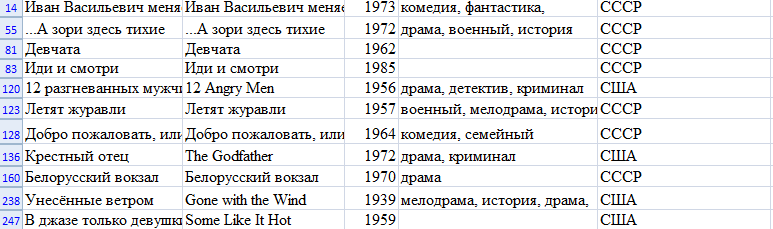 14 Иван Васильевич меня Иван Васильевич меняе 1973 комедия, фантастика, СССР
55 ...А зори здесь тихие ...А зори здесь тихие 1972 драма, военный, история СССР
81 Девчата Девчата 1962 СССР
83 Иди и смотри Иди и смотри 1985 СССР
120 12 разгневанных мужчи 12 Angry Men 1956 драма, детектив, криминал США
123 Летят журавли Летят журавли 1957 военный, мелодрама, истори СССР
128 Добро пожаловать, или Добро пожаловать, или 1964 комедия, семейный СССР
136 Крестный отец The Godfather 1972 драма, криминал США
160 Белорусский вокзал Белорусский вокзал 1970 драма СССР
238 Унесённые ветром Gone with the Wind 1939 мелодрама, история, драма, США
247 В джазе только девушки Some Like It Hot 1959 США